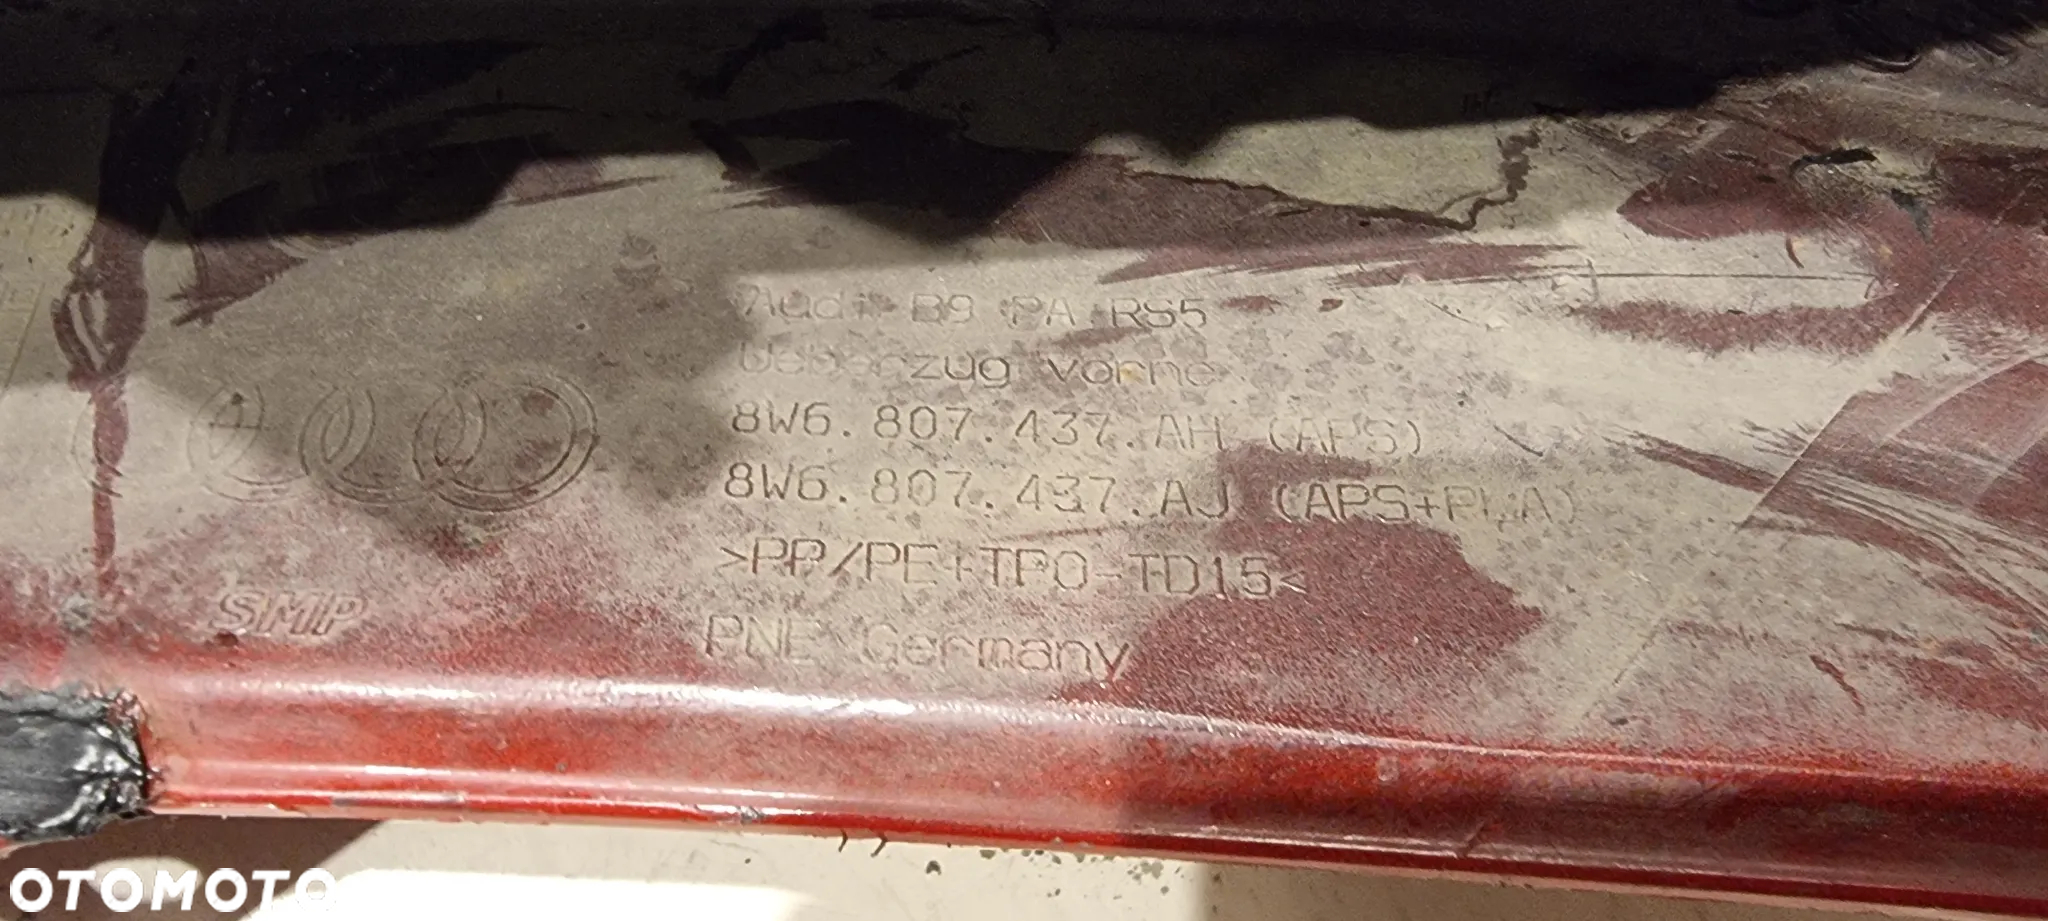 Audi B9 PA RS5
Ueberzug vorne
8W6.807.437.AH (APS)
8W6.807.437.AJ (APS+PLA)
>PP/PE+TPO-TD15<
SMP
PNE Germany
OTOMOTO